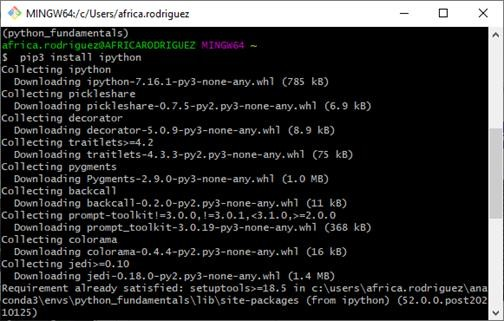 MINGW64:/c/Users/africa.rodriguez
(python_fundamentals)
africa.rodriguez@AFRICARODRIGUEZ MINGW64 ~
$  pip3 install ipython
Collecting ipython
  Downloading ipython-7.16.1-py3-none-any.whl (785 kB)
Collecting pickleshare
  Downloading pickleshare-0.7.5-py2.py3-none-any.whl (6.9 kB)
Collecting decorator
  Downloading decorator-5.0.9-py3-none-any.whl (8.9 kB)
Collecting traitlets>=4.2
  Downloading traitlets-4.3.3-py2.py3-none-any.whl (75 kB)
Collecting pygments
  Downloading Pygments-2.9.0-py3-none-any.whl (1.0 MB)
Collecting backcall
  Downloading backcall-0.2.0-py2.py3-none-any.whl (11 kB)
Collecting prompt-toolkit!=3.0.0,!=3.0.1,<3.1.0,>=2.0.0
  Downloading prompt_toolkit-3.0.19-py3-none-any.whl (368 kB)
Collecting colorama
  Downloading colorama-0.4.4-py2.py3-none-any.whl (16 kB)
Collecting jedi>=0.10
  Downloading jedi-0.18.0-py2.py3-none-any.whl (1.4 MB)
Requirement already satisfied: setuptools>=18.5 in c:\users\africa.rodriguez\ana
conda3\envs\python_fundamentals\lib\site-packages (from ipython) (52.0.0.post202
10125)